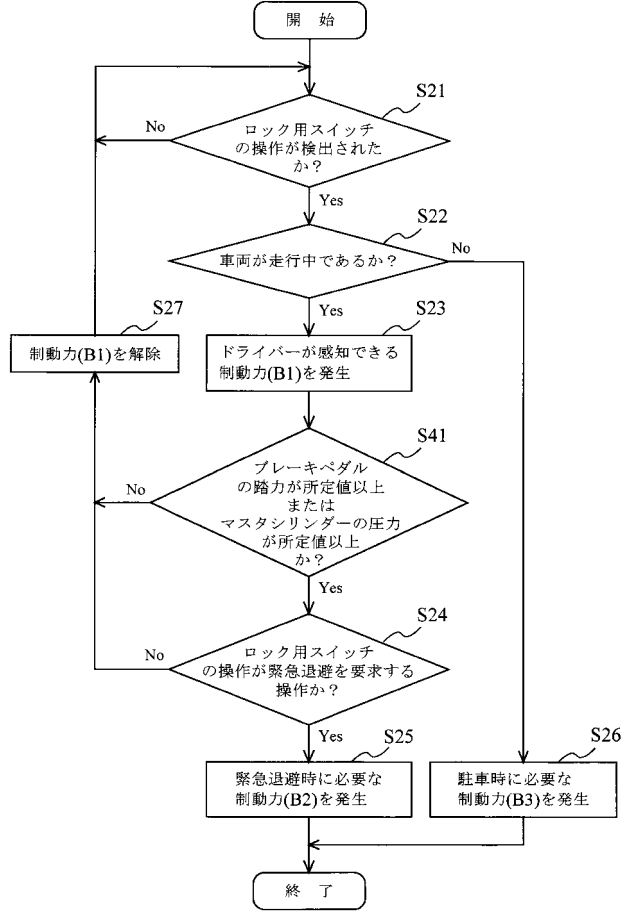 開 始
S21
ロック用スイッチ
の操作が検出された
か？
No
Yes
S22
車両が走行中であるか？
No
Yes
S27
制動力(B1)を解除
S23
ドライバーが感知できる
制動力(B1)を発生
S41
ブレーキペダル
の踏力が所定値以上
または
マスタシリンダーの圧力
が所定値以上
か？
No
Yes
S24
ロック用スイッチ
の操作が緊急退避を要求する
操作か？
No
Yes
S25
緊急退避時に必要な
制動力(B2)を発生
S26
駐車時に必要な
制動力(B3)を発生
終 了